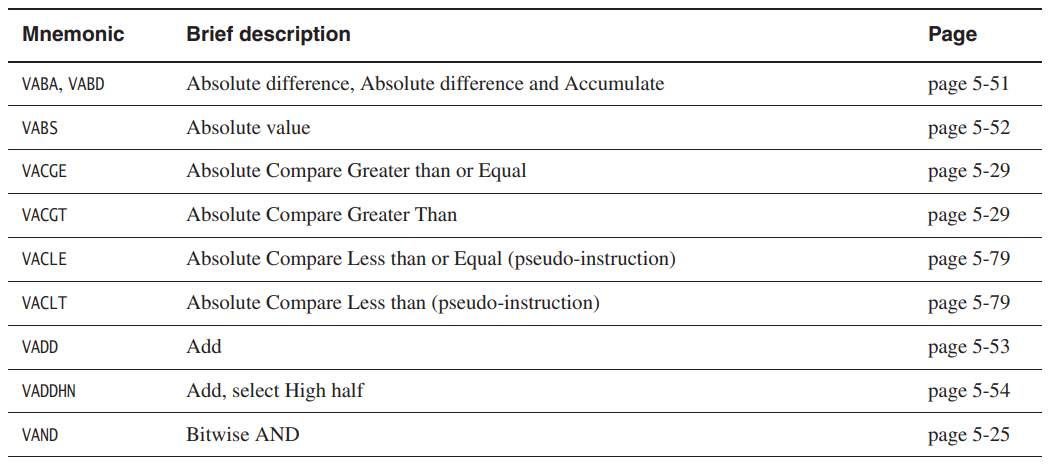 Mnemonic Brief description Page
VABA, VABD Absolute difference, Absolute difference and Accumulate page 5-51
VABS Absolute value page 5-52
VACGE Absolute Compare Greater than or Equal page 5-29
VACGT Absolute Compare Greater Than page 5-29
VACLE Absolute Compare Less than or Equal (pseudo-instruction) page 5-79
VACLT Absolute Compare Less than (pseudo-instruction) page 5-79
VADD Add page 5-53
VADDHN Add, select High half page 5-54
VAND Bitwise AND page 5-25